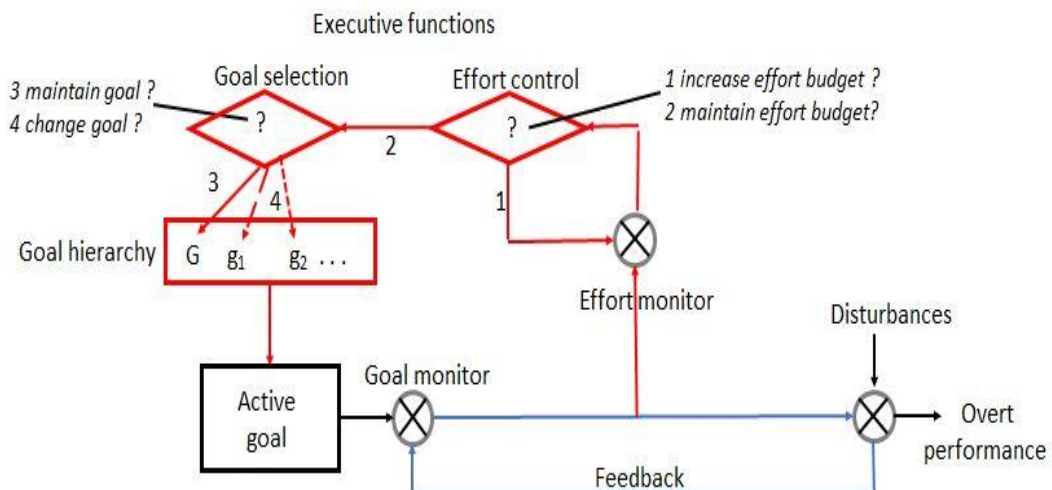 Executive functions
Goal selection
Effort control
3 maintain goal ?
4 change goal ?
1 increase effort budget ?
2 maintain effort budget?
?
?
2
3
4
1
Goal hierarchy
G g₁ g₂ ...
Effort monitor
Disturbances
Goal monitor
Active
goal
Overt
performance
Feedback